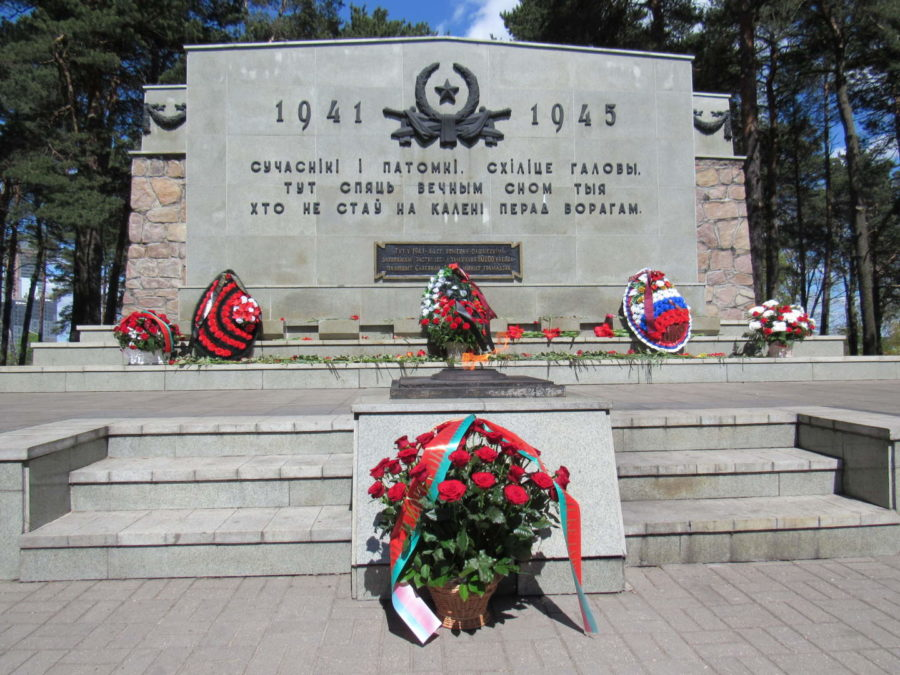 1941 1945
СУЧАСНІКІ І ПАТОМКІ, СХІЛІЦЕ ГАЛОВЫ,
ТУТ СПЯЦЬ ВЕЧНЫМ СНОМ ТЫЯ
ХТО НЕ СТАЎ НА КАЛЕНІ ПЕРАД ВОРАГАМ.